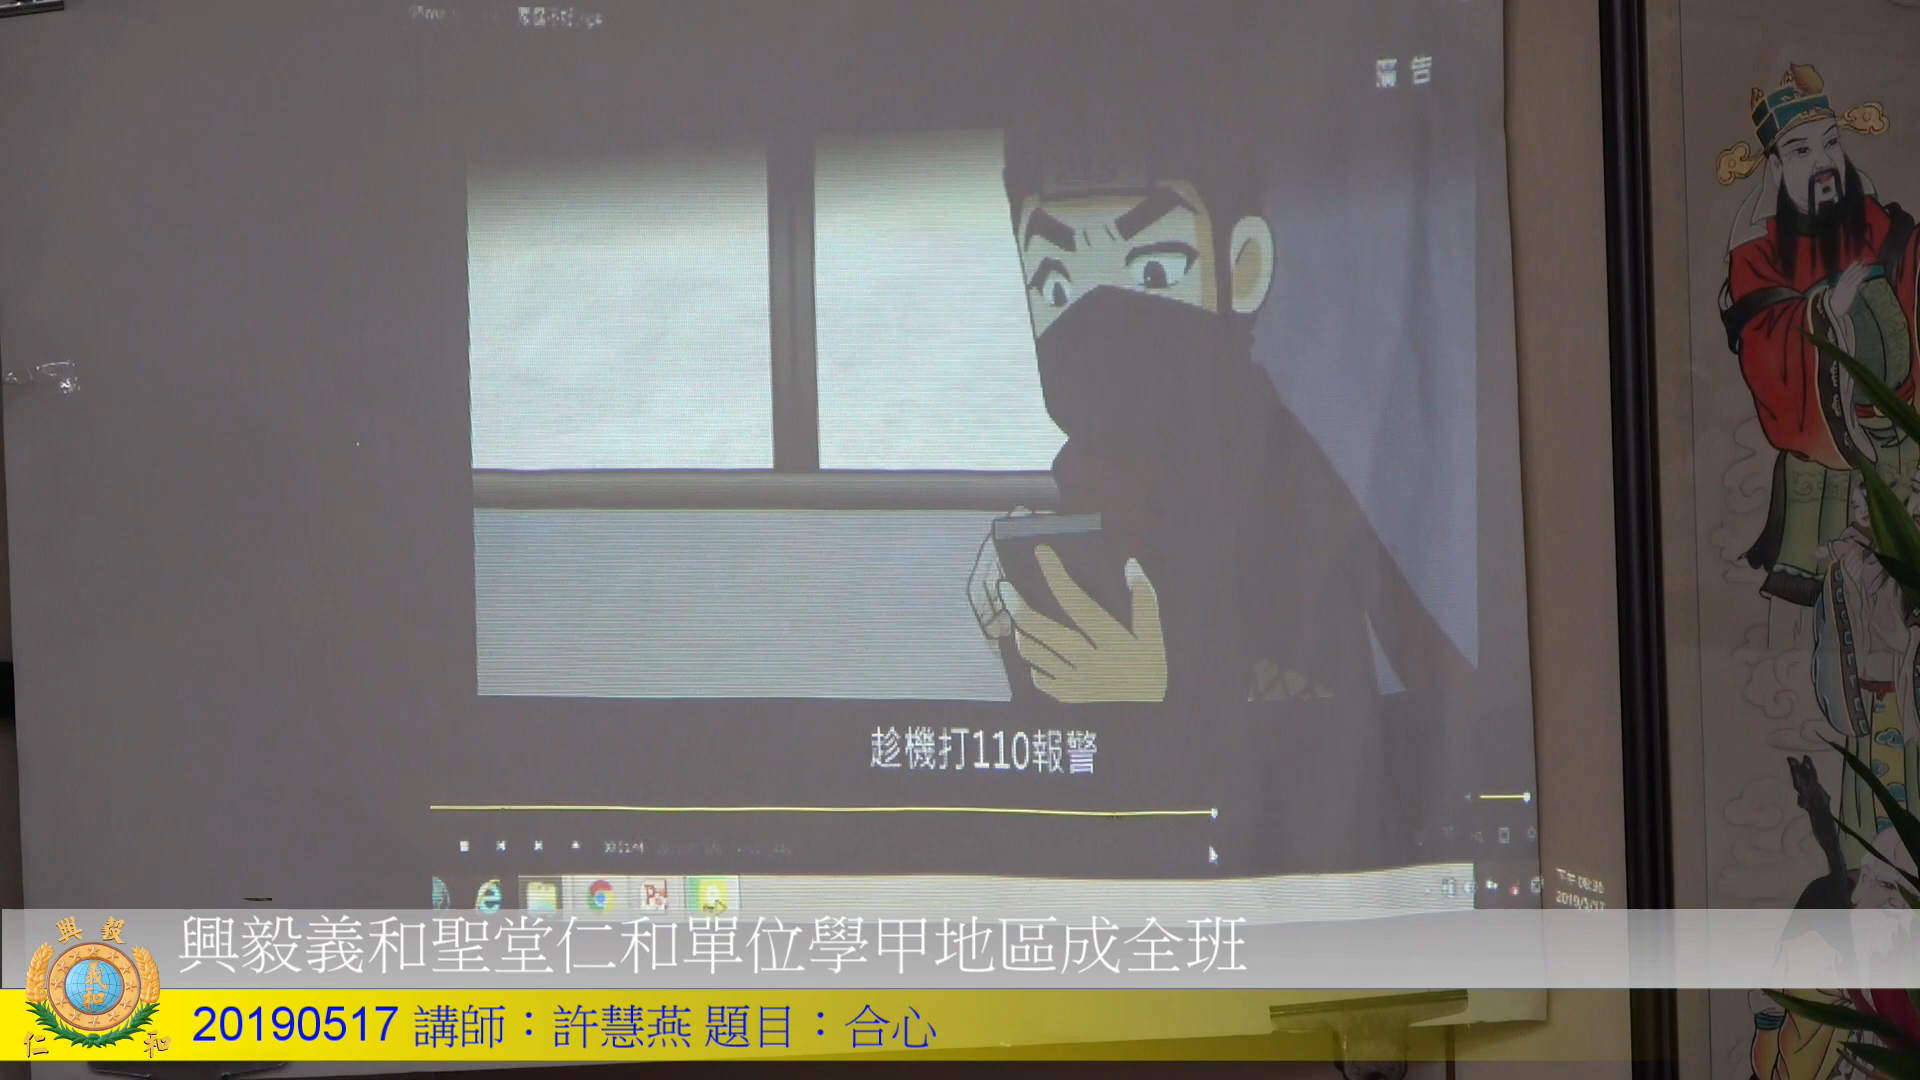 廣告
趁機打110報警
興毅義和聖堂仁和單位學甲地區成全班
20190517 講師：許慧燕 題目：合心
興毅
義和
仁和